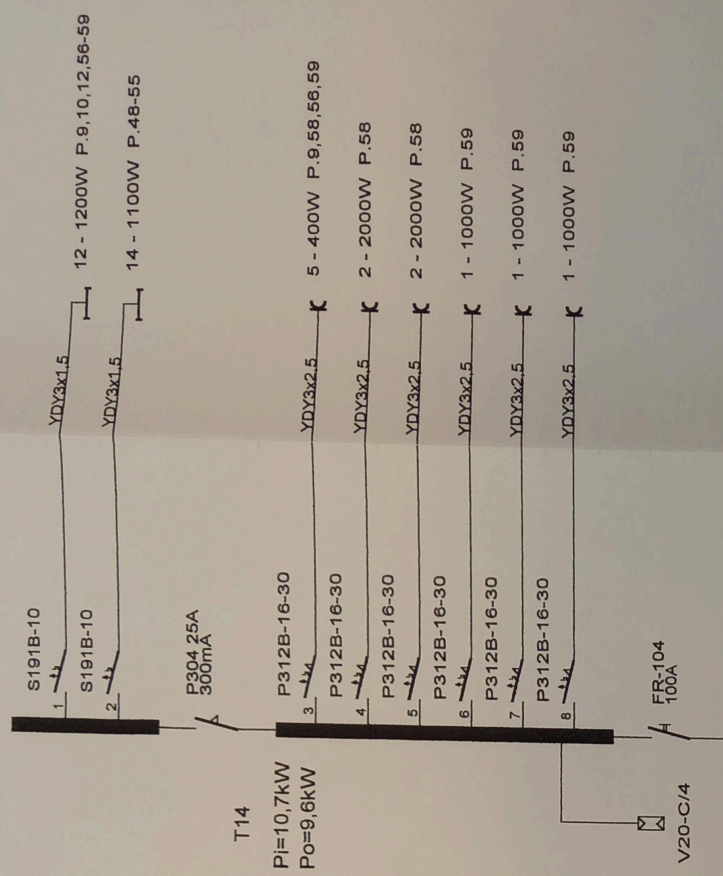 T14
Pi=10,7kW
Po=9,6kW
S191B-10
1
YDY3x1,5
12 - 1200W P.9,10,12,56-59
S191B-10
2
YDY3x1,5
14 - 1100W P.48-55
P304 25A
300mA
P312B-16-30
3
YDY3x2,5
5 - 400W P.9,58,56,59
P312B-16-30
4
YDY3x2,5
2 - 2000W P.58
P312B-16-30
5
YDY3x2,5
2 - 2000W P.58
P312B-16-30
6
YDY3x2,5
1 - 1000W P.59
P312B-16-30
7
YDY3x2,5
1 - 1000W P.59
P312B-16-30
8
YDY3x2,5
1 - 1000W P.59
FR-104
100A
V20-C/4